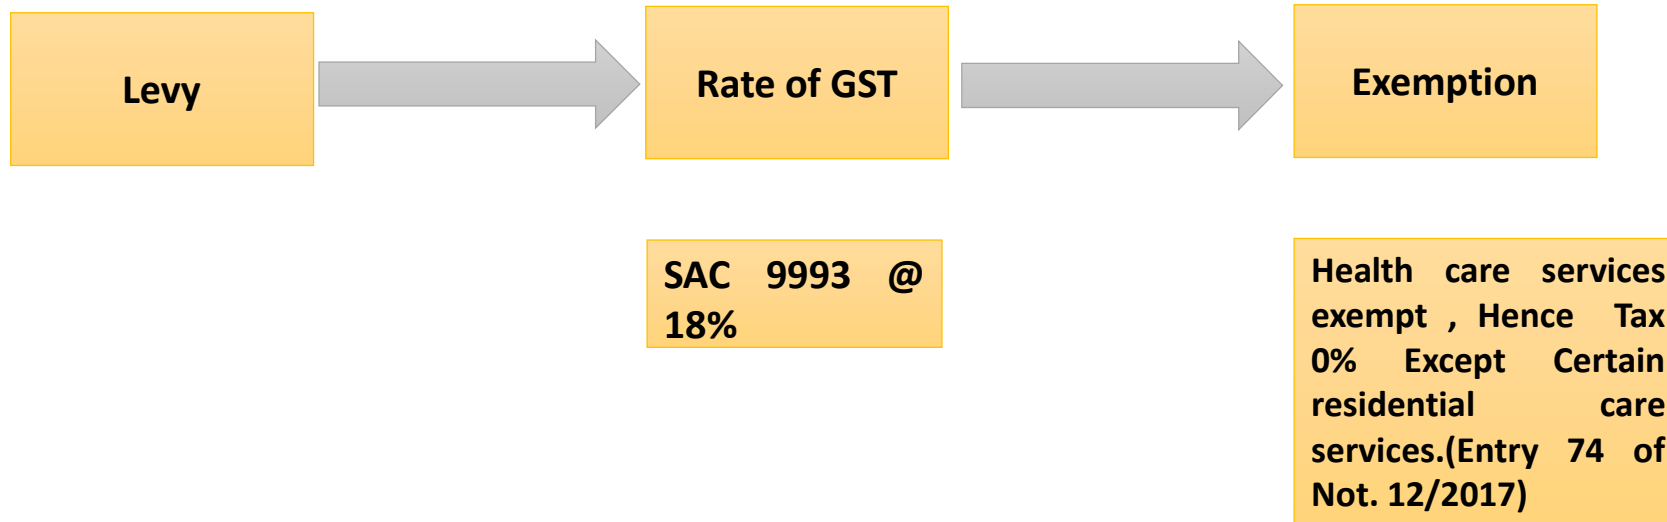 Levy
Rate of GST
Exemption
SAC 9993 @
18%
Health care services
exempt , Hence Tax
0% Except Certain
residential care
services.(Entry 74 of
Not. 12/2017)